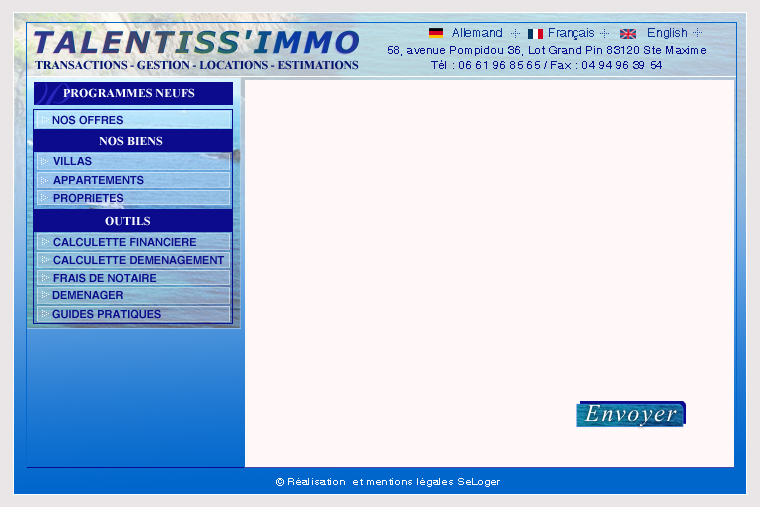 TALENTISS'IMMO
TRANSACTIONS - GESTION - LOCATIONS - ESTIMATIONS
Allemand Français English
58, avenue Pompidou 36, Lot Grand Pin 83120 Ste Maxime
Tél : 06 61 96 85 65 / Fax : 04 94 96 39 54
PROGRAMMES NEUFS
NOS OFFRES
NOS BIENS
VILLAS
APPARTEMENTS
PROPRIETES
OUTILS
CALCULETTE FINANCIERE
CALCULETTE DEMENAGEMENT
FRAIS DE NOTAIRE
DEMENAGER
GUIDES PRATIQUES
Envoyer
© Réalisation et mentions légales SeLoger